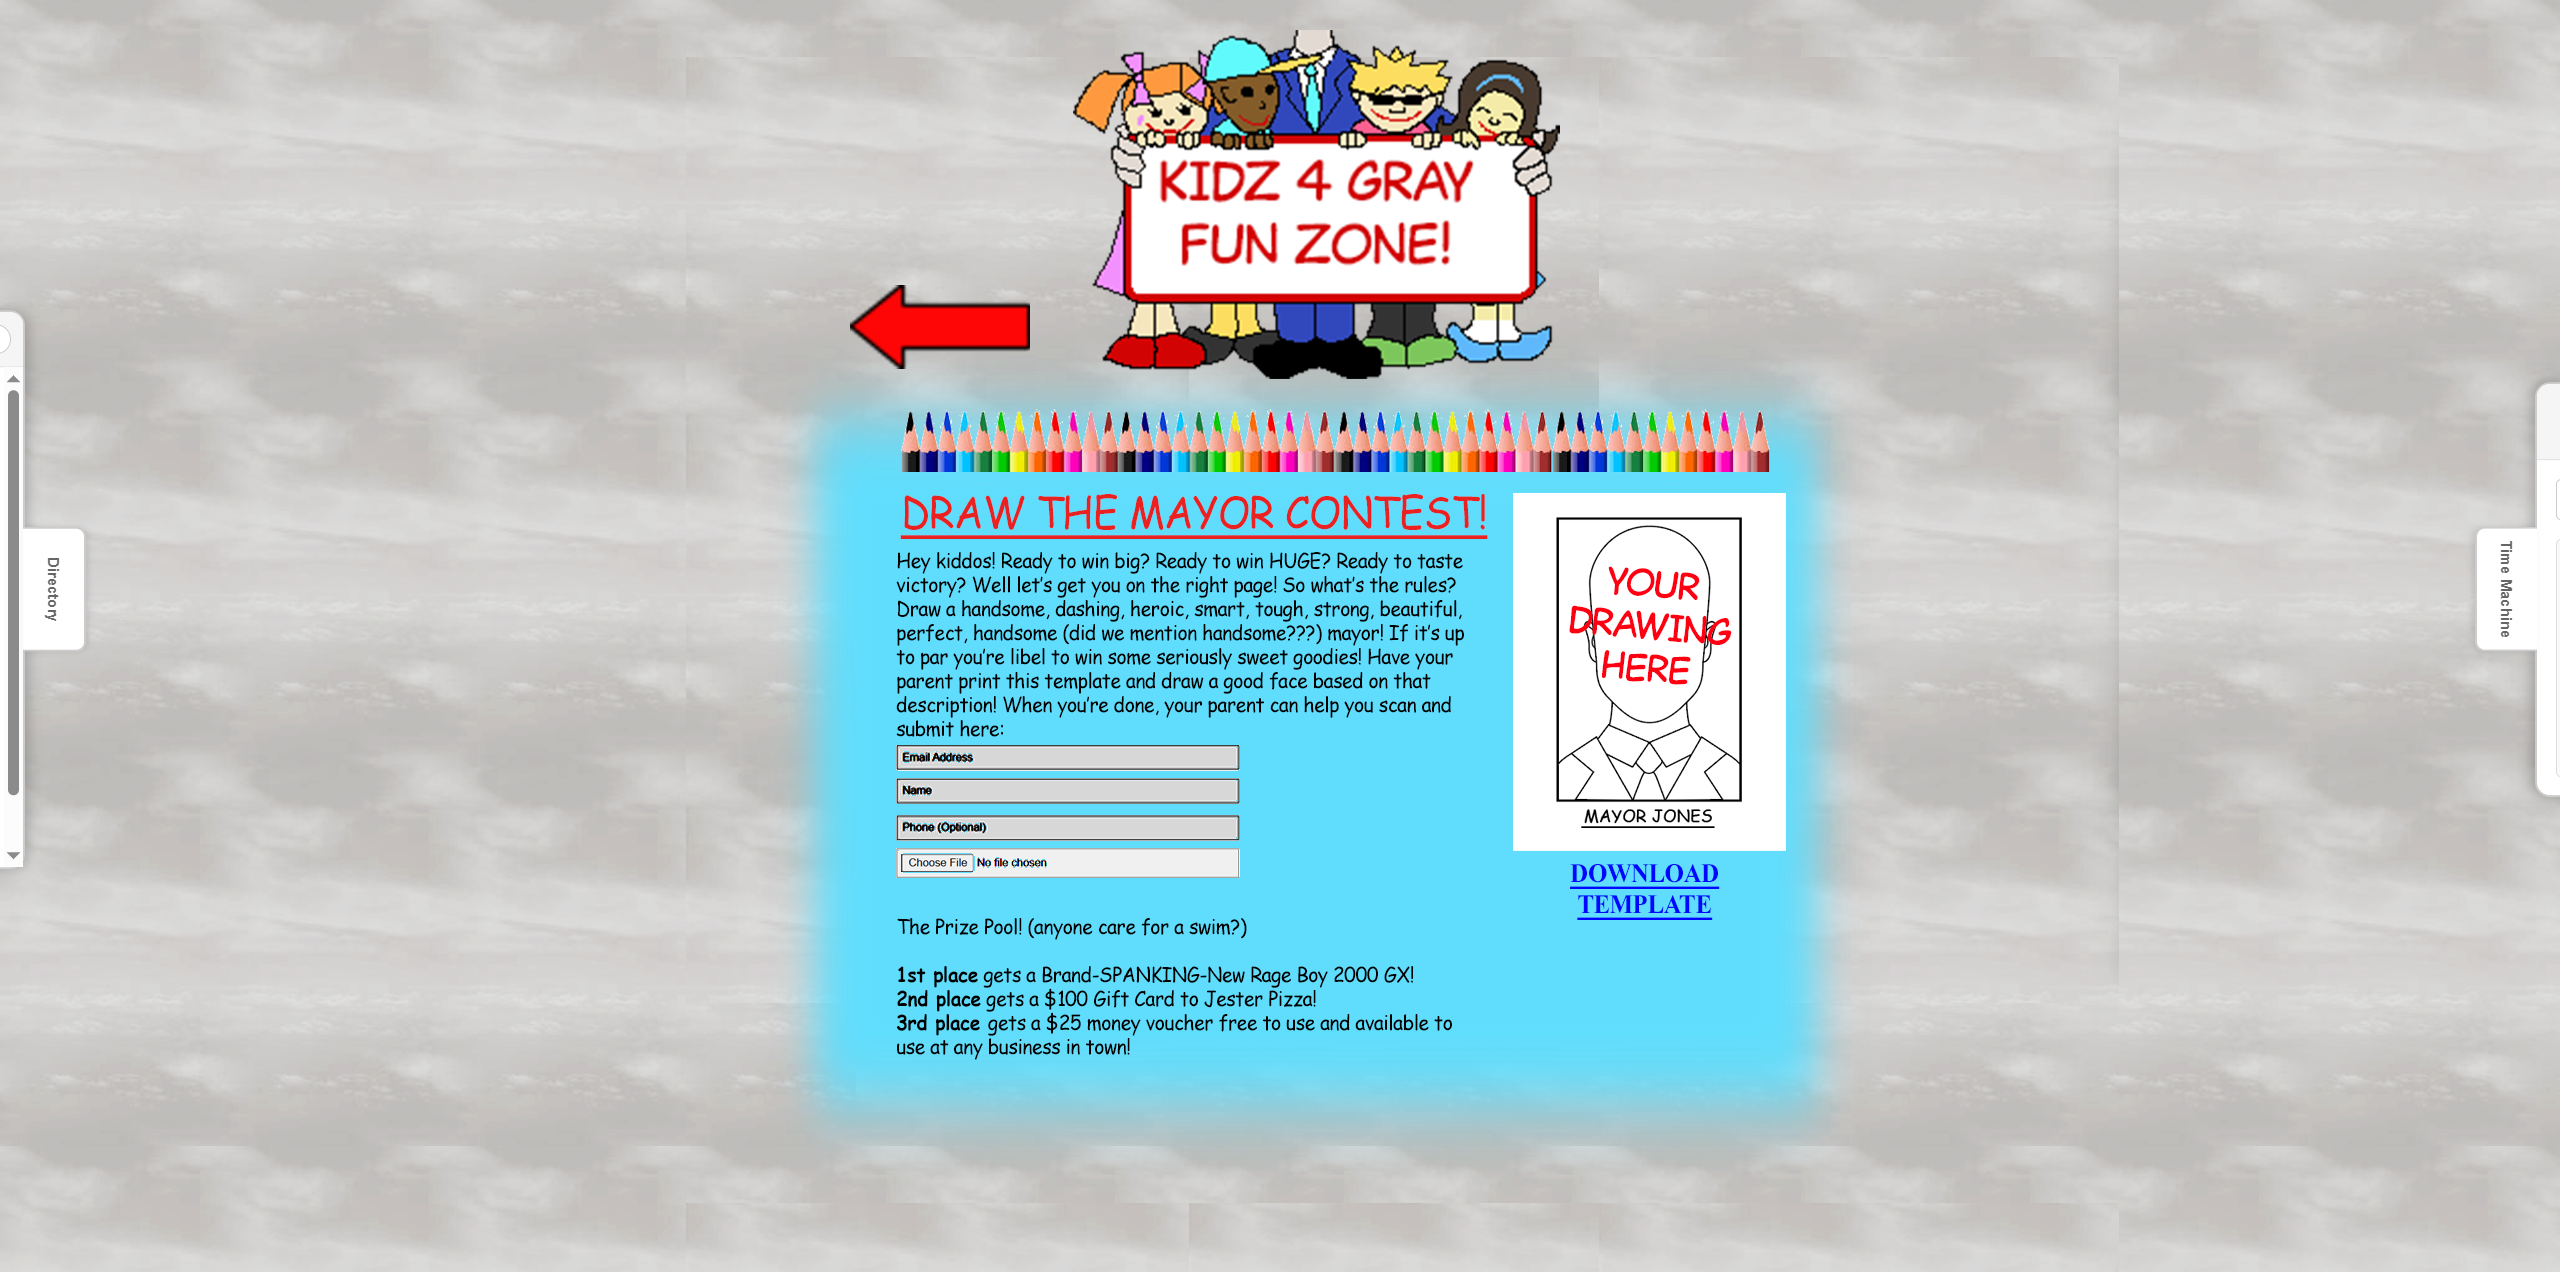 KIDZ 4 GRAY
FUN ZONE!
DRAW THE MAYOR CONTEST!
Hey kiddos! Ready to win big? Ready to win HUGE? Ready to taste
victory? Well let's get you on the right page! So what's the rules?
Draw a handsome, dashing, heroic, smart, tough, strong, beautiful,
perfect, handsome (did we mention handsome???) mayor! If it's up
to par you're libel to win some seriously sweet goodies! Have your
parent print this template and draw a good face based on that
description! When you're done, your parent can help you scan and
submit here:
Email Address
Name
Phone (Optional)
Choose File No file chosen
The Prize Pool! (anyone care for a swim?)
1st place gets a Brand-SPANKING-New Rage Boy 2000 GX!
2nd place gets a $100 Gift Card to Jester Pizza!
3rd place gets a $25 money voucher free to use and available to
use at any business in town!
YOUR
DRAWING
HERE
MAYOR JONES
DOWNLOAD
TEMPLATE
Directory
Time Machine